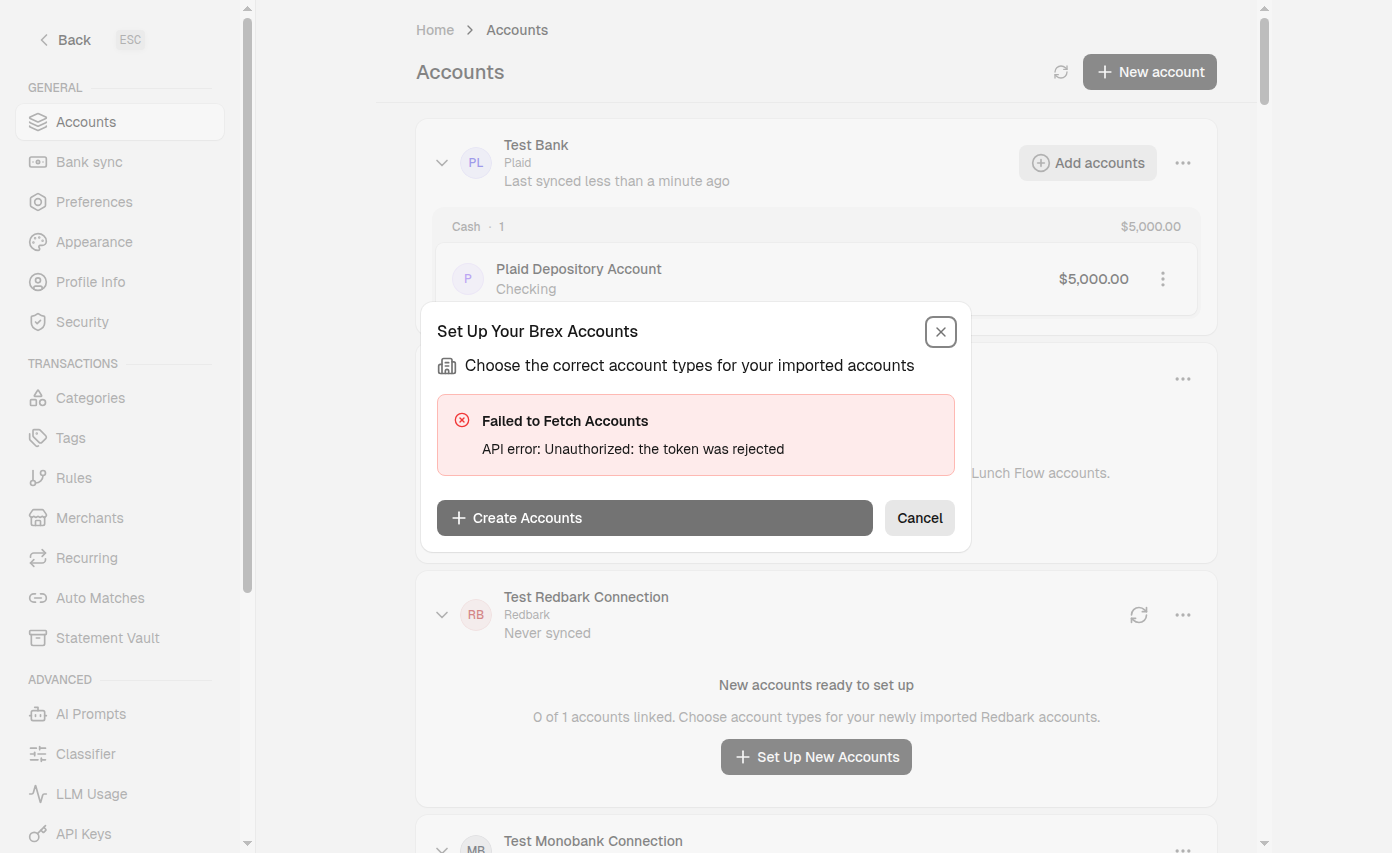 Back ESC
GENERAL
Accounts
Bank sync
Preferences
Appearance
Profile Info
Security
TRANSACTIONS
Categories
Tags
Rules
Merchants
Recurring
Auto Matches
Statement Vault
ADVANCED
AI Prompts
Classifier
LLM Usage
API Keys
Home > Accounts
Accounts
New account
PL
Test Bank
Plaid
Last synced less than a minute ago
Add accounts
Cash · 1 $5,000.00
P
Plaid Depository Account
Checking
$5,000.00
Set Up Your Brex Accounts
Choose the correct account types for your imported accounts
Failed to Fetch Accounts
API error: Unauthorized: the token was rejected
Create Accounts
Cancel
Lunch Flow accounts.
RB
Test Redbark Connection
Redbark
Never synced
New accounts ready to set up
0 of 1 accounts linked. Choose account types for your newly imported Redbark accounts.
Set Up New Accounts
MB
Test Monobank Connection